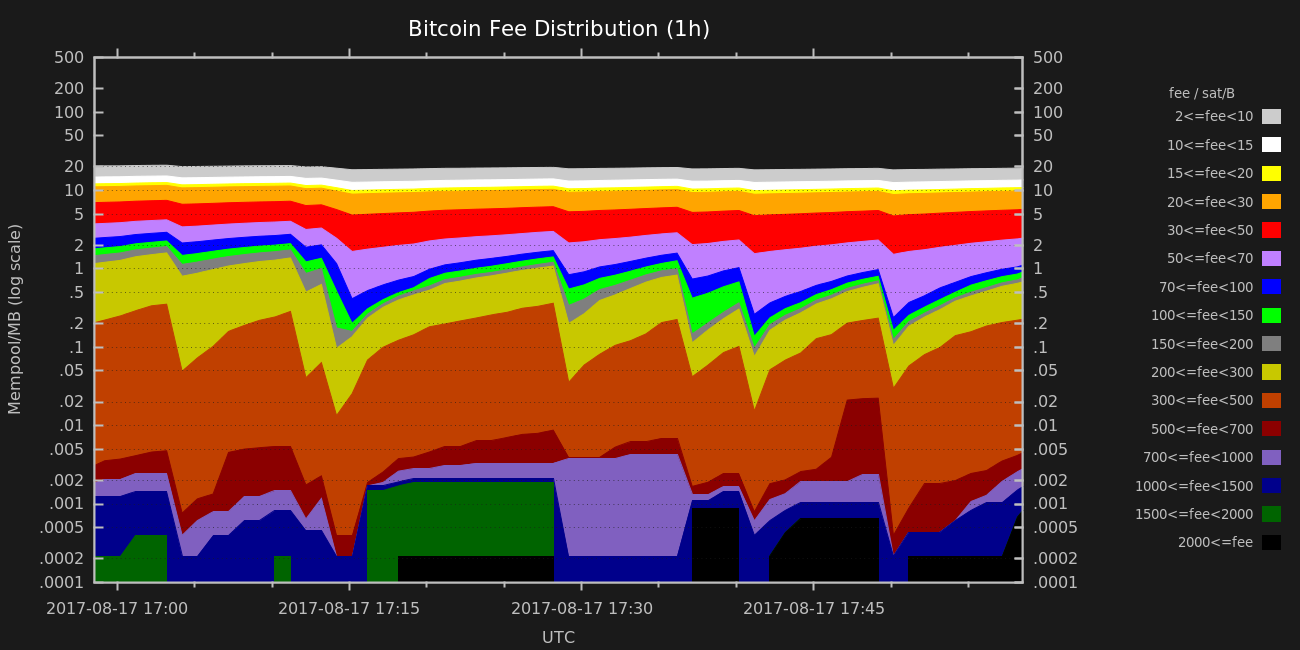 Bitcoin Fee Distribution (1h)
Mempool/MB (log scale)
500
200
100
50
20
10
5
2
1
.5
.2
.1
.05
.02
.01
.005
.002
.001
.0005
.0002
.0001
500
200
100
50
20
10
5
2
1
.5
.2
.1
.05
.02
.01
.005
.002
.001
.0005
.0002
.0001
2017-08-17 17:00 2017-08-17 17:15 2017-08-17 17:30 2017-08-17 17:45
UTC
fee / sat/B
2<=fee<10
10<=fee<15
15<=fee<20
20<=fee<30
30<=fee<50
50<=fee<70
70<=fee<100
100<=fee<150
150<=fee<200
200<=fee<300
300<=fee<500
500<=fee<700
700<=fee<1000
1000<=fee<1500
1500<=fee<2000
2000<=fee